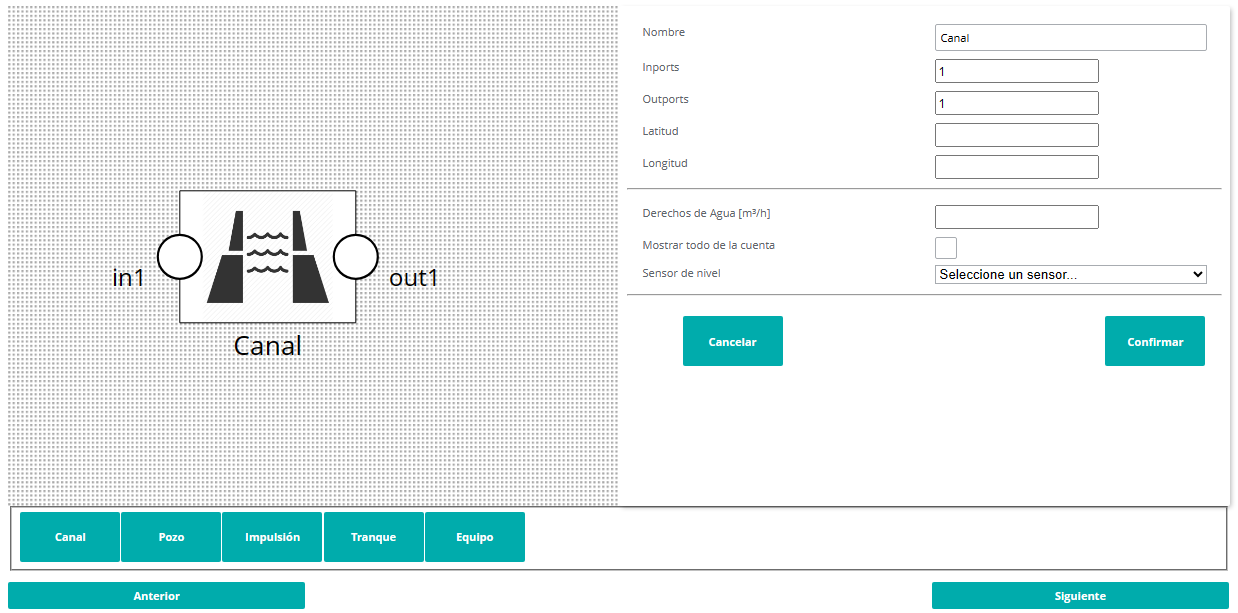 Nombre
Canal
Inports
1
Outports
1
Latitud
Longitud
Derechos de Agua [m³/h]
Mostrar todo de la cuenta
Sensor de nivel
Seleccione un sensor...
Cancelar
Confirmar
in1
out1
Canal
Canal
Pozo
Impulsión
Tranque
Equipo
Anterior
Siguiente